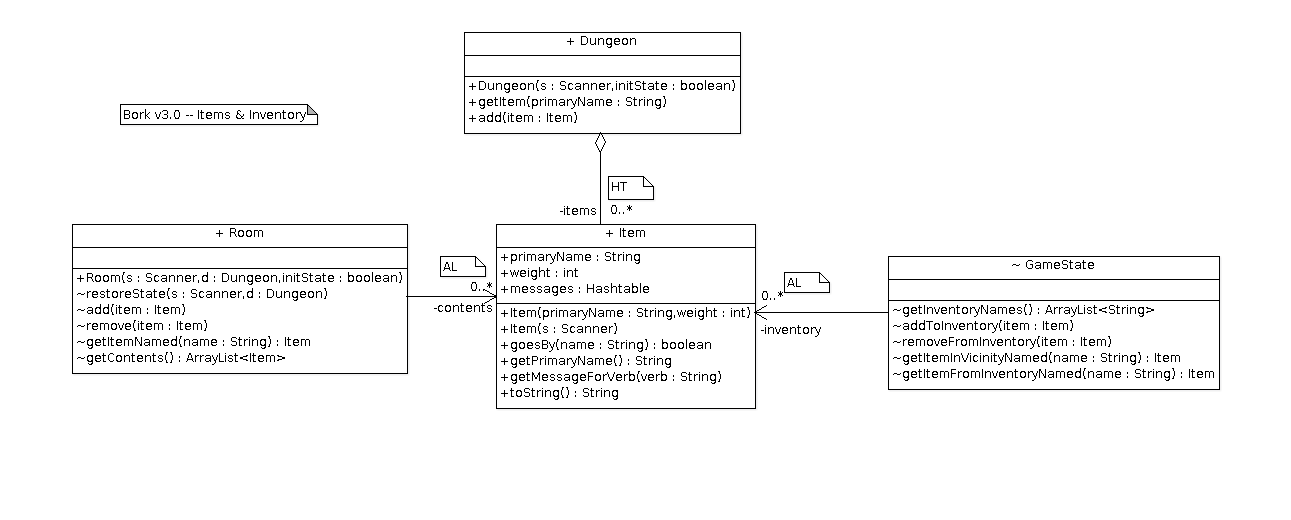 + Dungeon
+Dungeon(s : Scanner,initState : boolean)
+getItem(primaryName : String)
+add(item : Item)
Bork v3.0 -- Items & Inventory
HT
-items
0..*
+ Room
+Room(s : Scanner,d : Dungeon,initState : boolean)
~restoreState(s : Scanner,d : Dungeon)
~add(item : Item)
~remove(item : Item)
~getItemNamed(name : String) : Item
~getContents() : ArrayList<Item>
AL
0..*
-contents
+ Item
+primaryName : String
+weight : int
+messages : Hashtable
+Item(primaryName : String,weight : int)
+Item(s : Scanner)
+goesBy(name : String) : boolean
+getPrimaryName() : String
+getMessageForVerb(verb : String)
+toString() : String
AL
0..*
-inventory
~ GameState
~getInventoryNames() : ArrayList<String>
~addToInventory(item : Item)
~removeFromInventory(item : Item)
~getItemInVicinityNamed(name : String) : Item
~getItemFromInventoryNamed(name : String) : Item